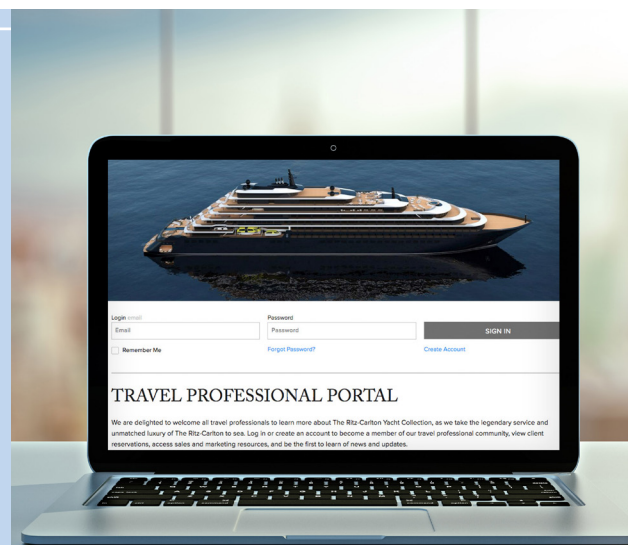 Login email
Password
Email
Password
SIGN IN
Remember Me
Forgot Password?
Create Account
TRAVEL PROFESSIONAL PORTAL
We are delighted to welcome all travel professionals to learn more about The Ritz-Carlton Yacht Collection, as we take the legendary service and
unmatched luxury of The Ritz-Carlton to sea. Log in or create an account to become a member of our travel professional community, view client
reservations, access sales and marketing resources, and be the first to learn of news and updates.